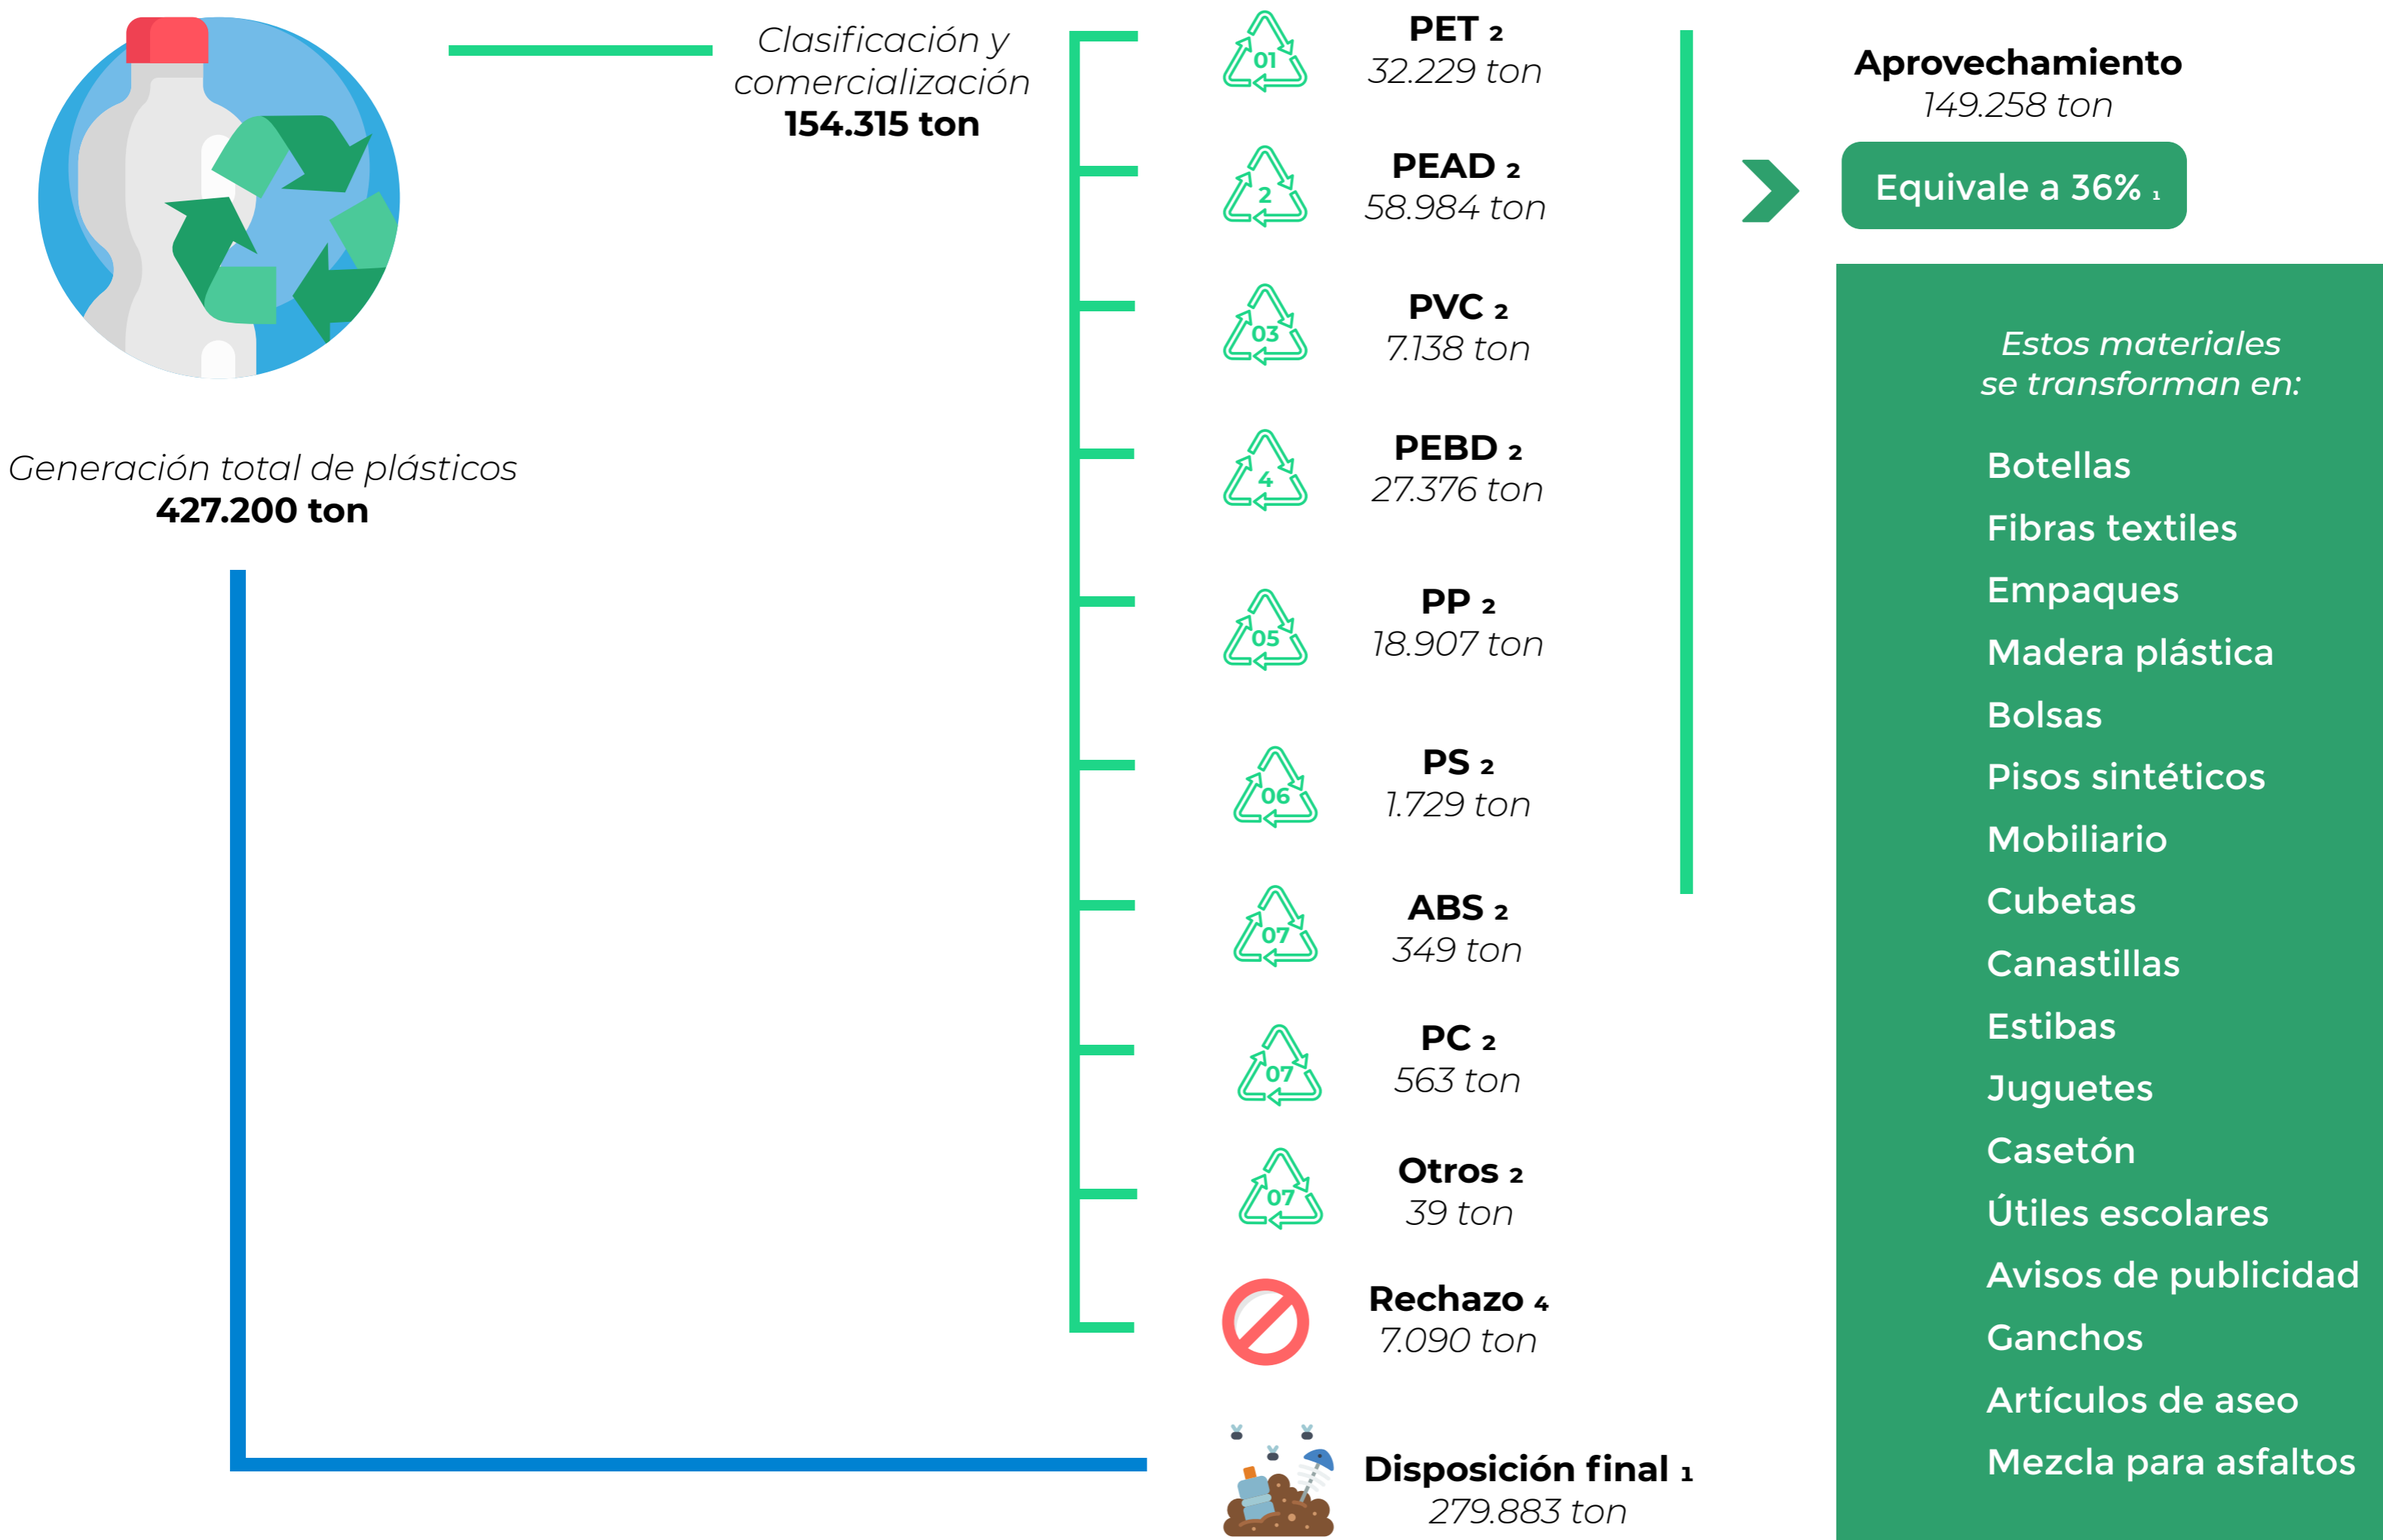 Clasificación y
comercialización
154.315 ton
Generación total de plásticos
427.200 ton
01
PET ₂
32.229 ton
2
PEAD ₂
58.984 ton
03
PVC ₂
7.138 ton
4
PEBD ₂
27.376 ton
05
PP ₂
18.907 ton
06
PS ₂
1.729 ton
07
ABS ₂
349 ton
07
PC ₂
563 ton
07
Otros ₂
39 ton
Rechazo ₄
7.090 ton
Disposición final ₁
279.883 ton
Aprovechamiento
149.258 ton
Equivale a 36% ₁
Estos materiales
se transforman en:
Botellas
Fibras textiles
Empaques
Madera plástica
Bolsas
Pisos sintéticos
Mobiliario
Cubetas
Canastillas
Estibas
Juguetes
Casetón
Útiles escolares
Avisos de publicidad
Ganchos
Artículos de aseo
Mezcla para asfaltos